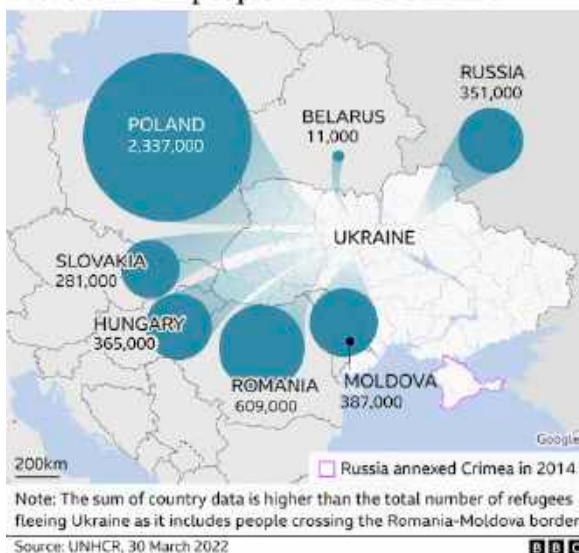 RUSSIA
351,000
POLAND
2,337,000
BELARUS
11,000
UKRAINE
SLOVAKIA
281,000
HUNGARY
365,000
ROMANIA
609,000
MOLDOVA
387,000
Google
200km
Russia annexed Crimea in 2014
Note: The sum of country data is higher than the total number of refugees
fleeing Ukraine as it includes people crossing the Romania-Moldova border
Source: UNHCR, 30 March 2022
BBC